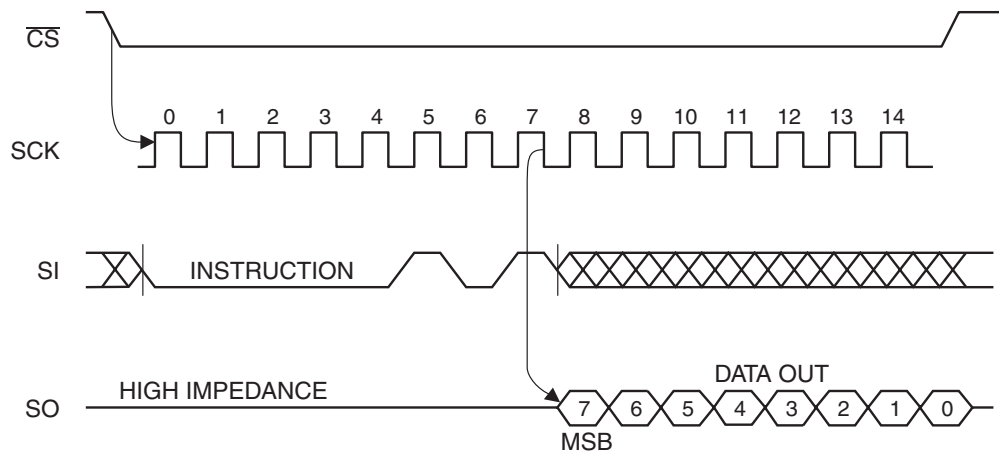 CS
0 1 2 3 4 5 6 7 8 9 10 11 12 13 14
SCK
SI INSTRUCTION
HIGH IMPEDANCE DATA OUT
SO 7 6 5 4 3 2 1 0
MSB